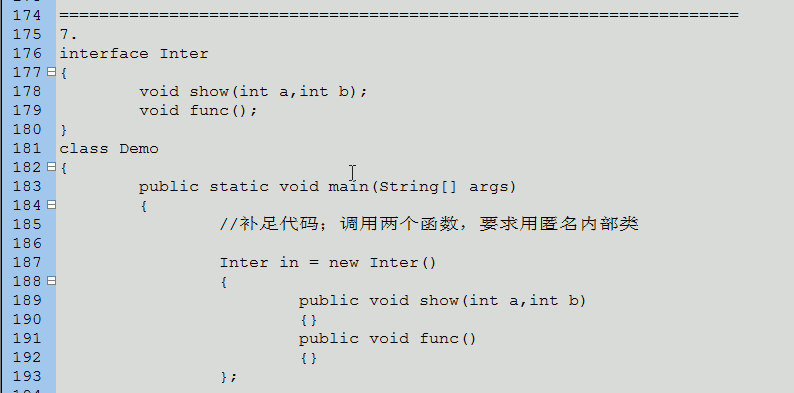 174 ====================================================================
175 7.
176 interface Inter
177 {
178 void show(int a,int b);
179 void func();
180 }
181 class Demo
182 {
183 public static void main(String[] args)
184 {
185 //补足代码；调用两个函数，要求用匿名内部类
186
187 Inter in = new Inter()
188 {
189 public void show(int a,int b)
190 {}
191 public void func()
192 {}
193 };